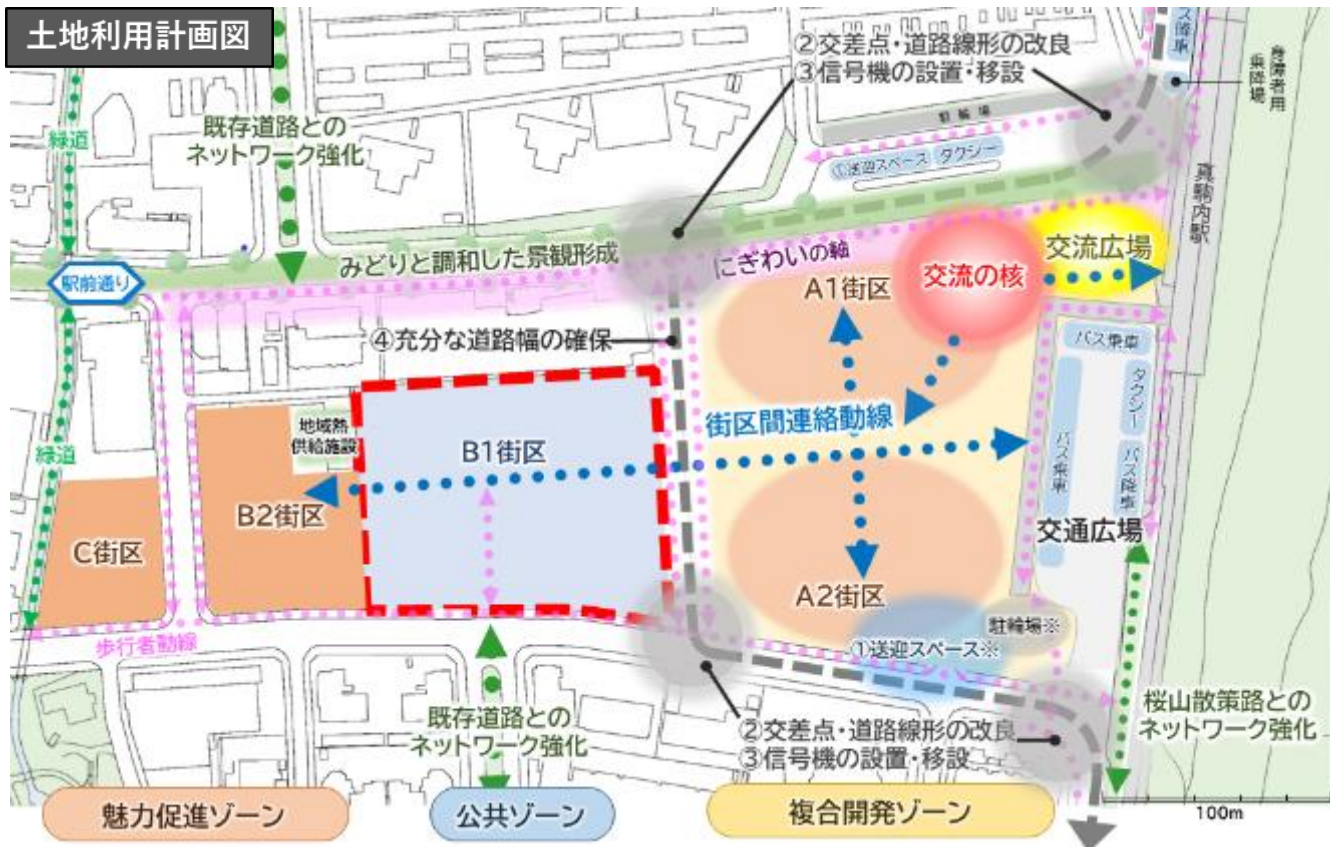 土地利用計画図
②交差点・道路線形の改良
③信号機の設置・移設
バス降車
身障者用
乗降場
緑道
既存道路との
ネットワーク強化
駐輪場
①送迎スペース
タクシー
真駒内駅
みどりと調和した景観形成
にぎわいの軸
交流の核
交流広場
駅前通り
A1街区
④充分な道路幅の確保
バス乗車
タクシー
地域熱
供給施設
街区間連絡動線
B1街区
緑道
バス乗車
バス降車
B2街区
C街区
交通広場
A2街区
駐輪場※
歩行者動線
①送迎スペース※
既存道路との
ネットワーク強化
②交差点・道路線形の改良
③信号機の設置・移設
桜山散策路との
ネットワーク強化
魅力促進ゾーン
公共ゾーン
複合開発ゾーン
100m